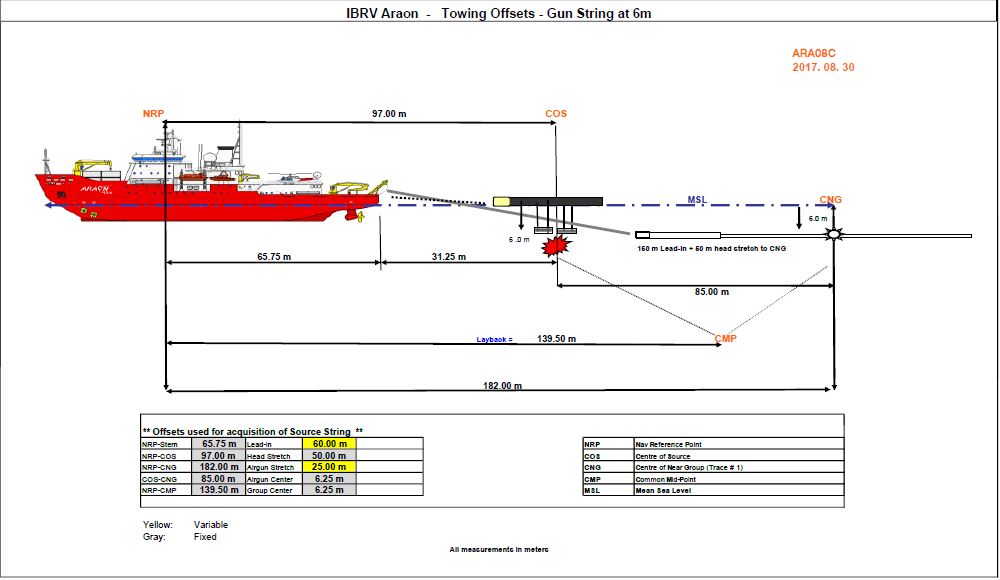 IBRV Araon - Towing Offsets - Gun String at 6m
ARA08C
2017. 08. 30
NRP
97.00 m
COS
ARAON
MSL
CNG
6.0 m
6.0 m
160 m Lead-in + 50 m head stretch to CNG
65.75 m
31.25 m
85.00 m
Layback = 139.50 m
CMP
182.00 m
** Offsets used for acquisition of Source String **
NRP-Stern 65.75 m Lead-in 60.00 m
NRP-COS 97.00 m Head Stretch 50.00 m
NRP-CNG 182.00 m Airgun Stretch 25.00 m
COS-CNG 85.00 m Airgun Center 6.25 m
NRP-CMP 139.50 m Group Center 6.25 m
NRP Nav Reference Point
COS Centre of Source
CNG Centre of Near Group (Trace # 1)
CMP Common Mid-Point
MSL Mean Sea Level
Yellow: Variable
Gray: Fixed
All measurements in meters